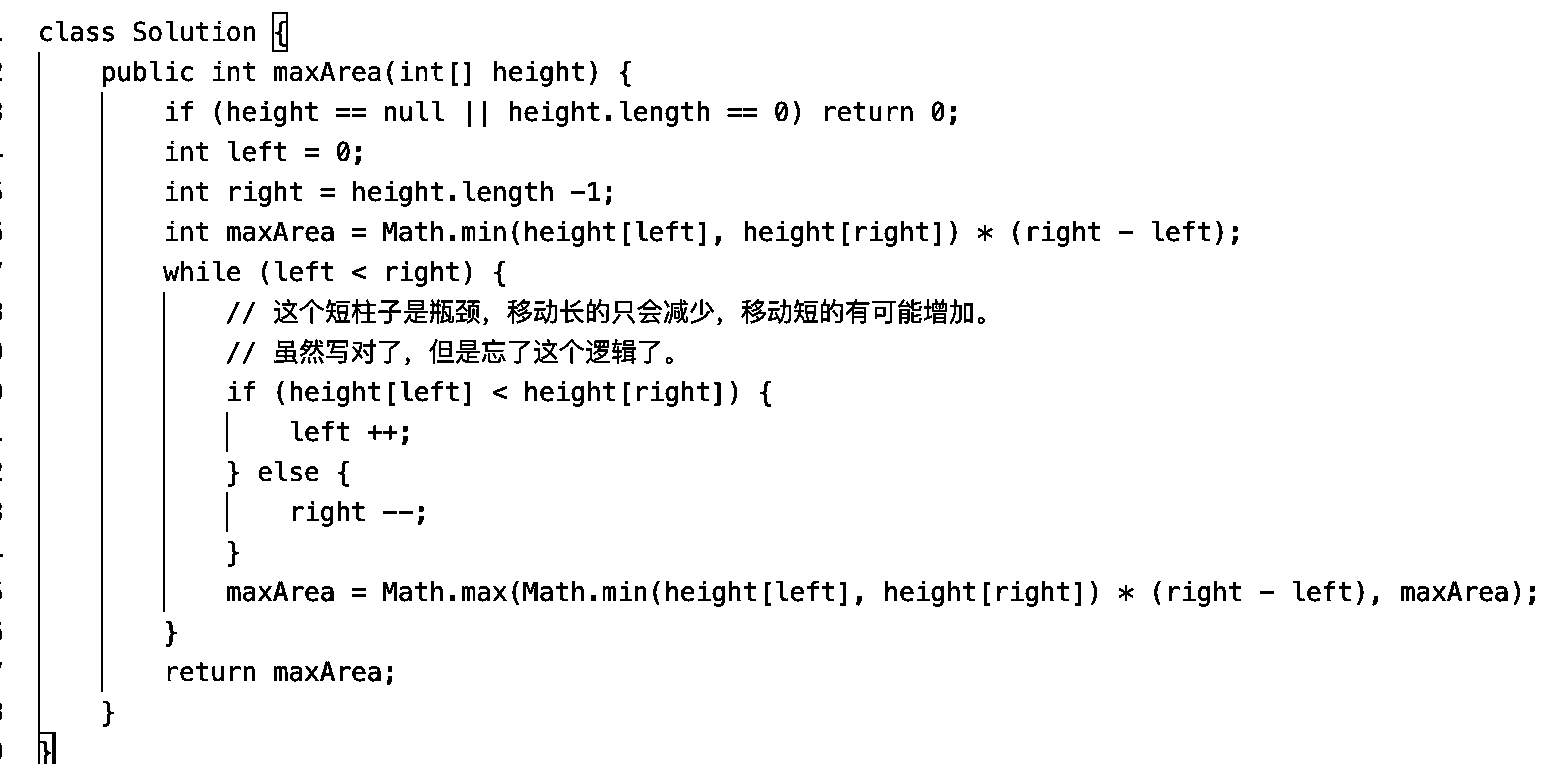 class Solution {
public int maxArea(int[] height) {
if (height == null || height.length == 0) return 0;
int left = 0;
int right = height.length -1;
int maxArea = Math.min(height[left], height[right]) * (right - left);
while (left < right) {
// 这个短柱子是瓶颈，移动长的只会减少，移动短的有可能增加。
// 虽然写对了，但是忘了这个逻辑了。
if (height[left] < height[right]) {
left ++;
} else {
right --;
}
maxArea = Math.max(Math.min(height[left], height[right]) * (right - left), maxArea);
}
return maxArea;
}
}